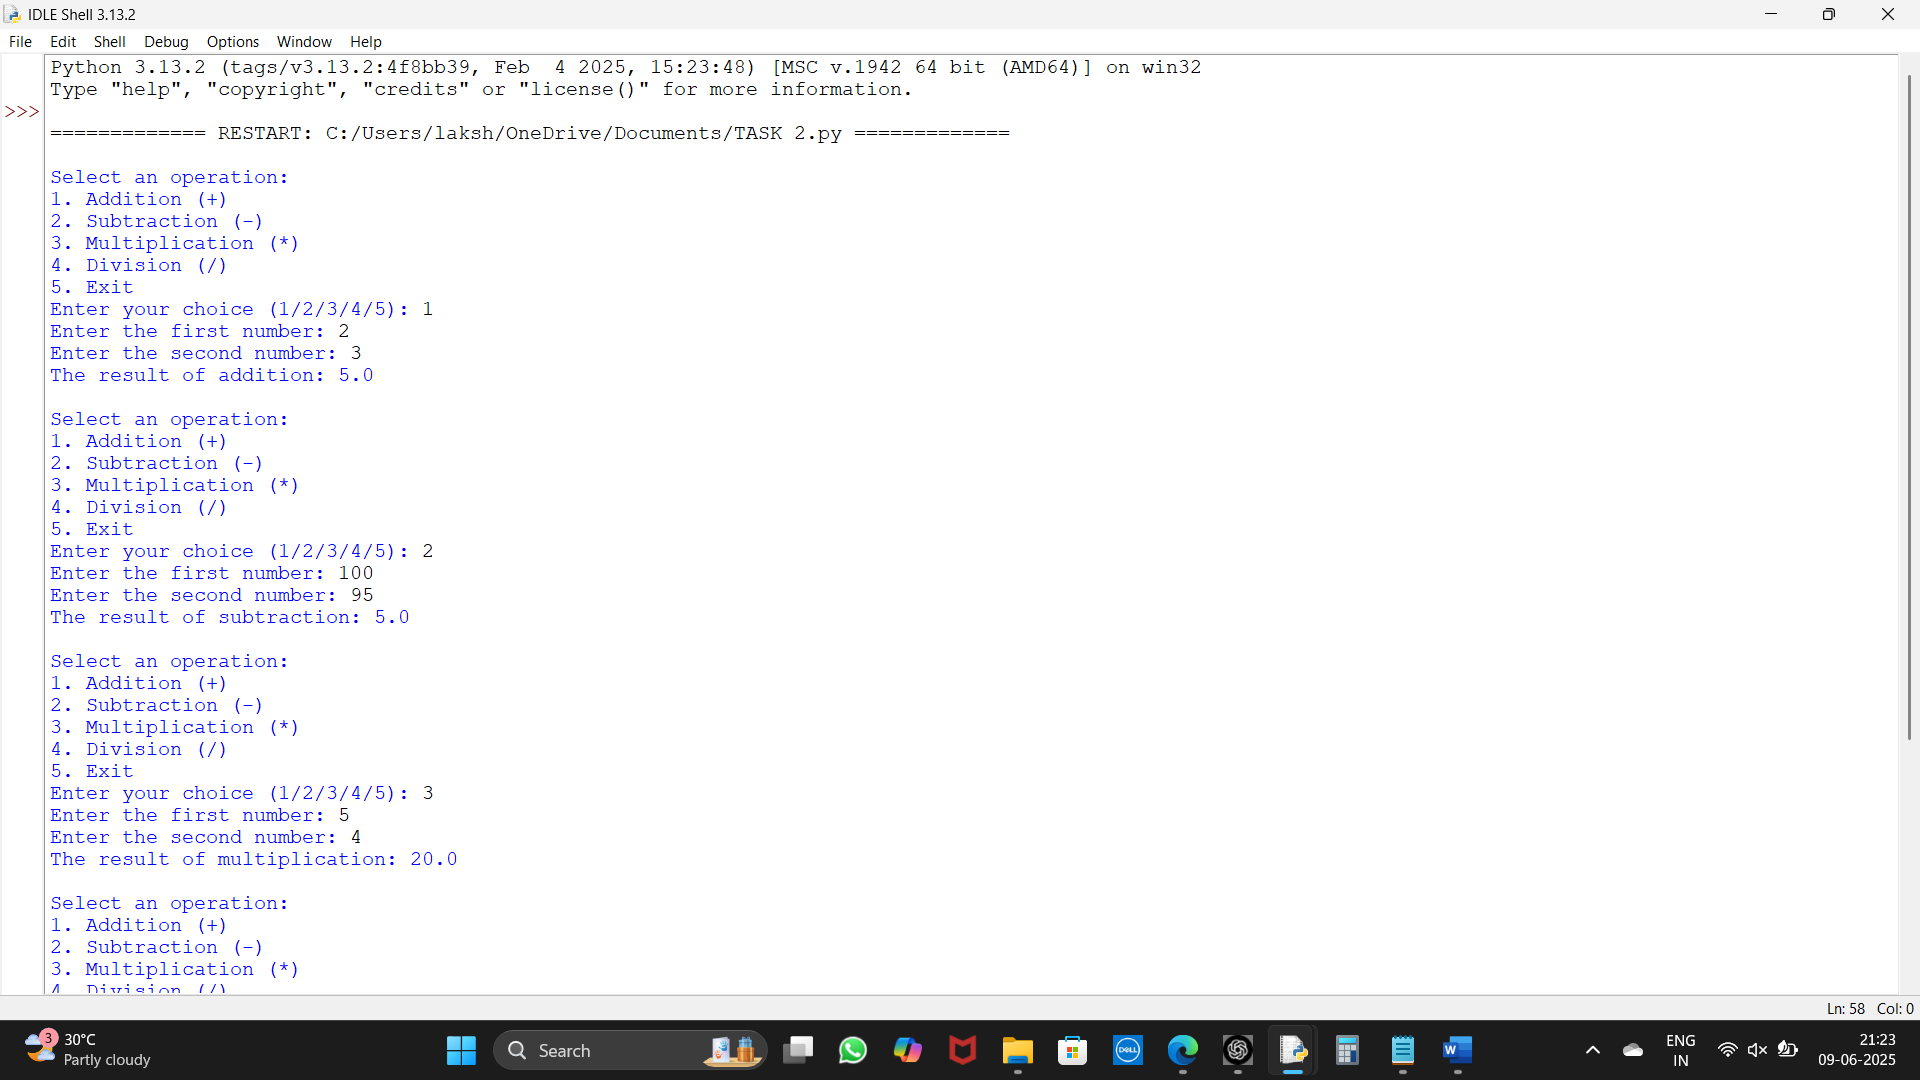 IDLE Shell 3.13.2
File Edit Shell Debug Options Window Help
Python 3.13.2 (tags/v3.13.2:4f8bb39, Feb  4 2025, 15:23:48) [MSC v.1942 64 bit (AMD64)] on win32
Type "help", "copyright", "credits" or "license()" for more information.
>>>
============= RESTART: C:/Users/laksh/OneDrive/Documents/TASK 2.py =============
Select an operation:
1. Addition (+)
2. Subtraction (-)
3. Multiplication (*)
4. Division (/)
5. Exit
Enter your choice (1/2/3/4/5): 1
Enter the first number: 2
Enter the second number: 3
The result of addition: 5.0
Select an operation:
1. Addition (+)
2. Subtraction (-)
3. Multiplication (*)
4. Division (/)
5. Exit
Enter your choice (1/2/3/4/5): 2
Enter the first number: 100
Enter the second number: 95
The result of subtraction: 5.0
Select an operation:
1. Addition (+)
2. Subtraction (-)
3. Multiplication (*)
4. Division (/)
5. Exit
Enter your choice (1/2/3/4/5): 3
Enter the first number: 5
Enter the second number: 4
The result of multiplication: 20.0
Select an operation:
1. Addition (+)
2. Subtraction (-)
3. Multiplication (*)
4. Division (/)
Ln: 58 Col: 0
3
30°C
Partly cloudy
Search
DELL
W
ENG
IN
21:23
09-06-2025